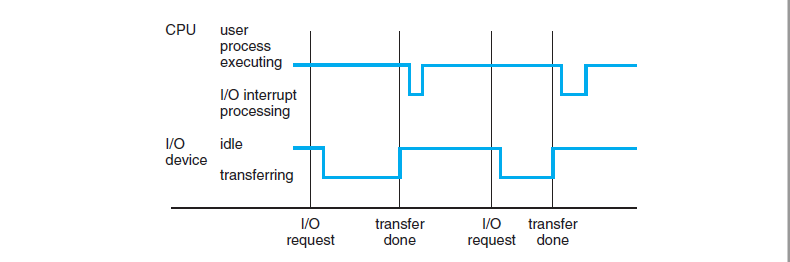 CPU
user
process
executing
I/O interrupt
processing
I/O
device
idle
transferring
I/O
request
transfer
done
I/O
request
transfer
done